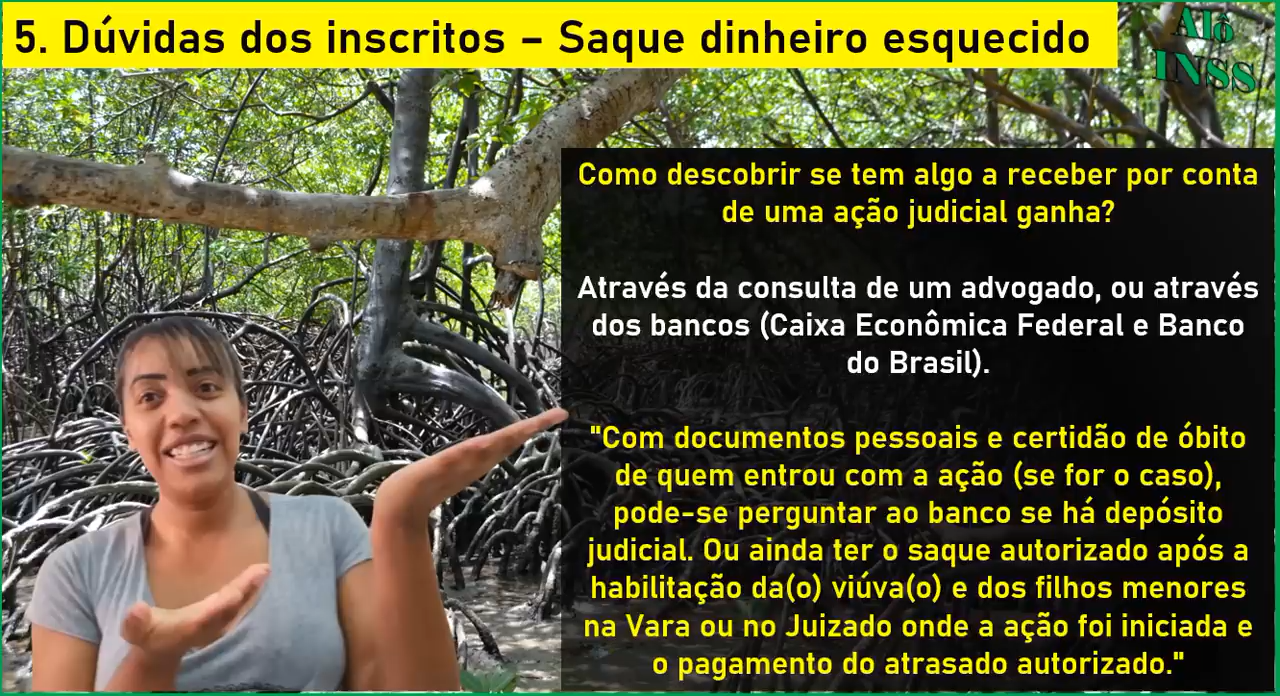 5. Dúvidas dos inscritos – Saque dinheiro esquecido
Alô
INSS
Como descobrir se tem algo a receber por conta
de uma ação judicial ganha?
Através da consulta de um advogado, ou através
dos bancos (Caixa Econômica Federal e Banco
do Brasil).
"Com documentos pessoais e certidão de óbito
de quem entrou com a ação (se for o caso),
pode-se perguntar ao banco se há depósito
judicial. Ou ainda ter o saque autorizado após a
habilitação da(o) viúva(o) e dos filhos menores
na Vara ou no Juizado onde a ação foi iniciada e
o pagamento do atrasado autorizado."